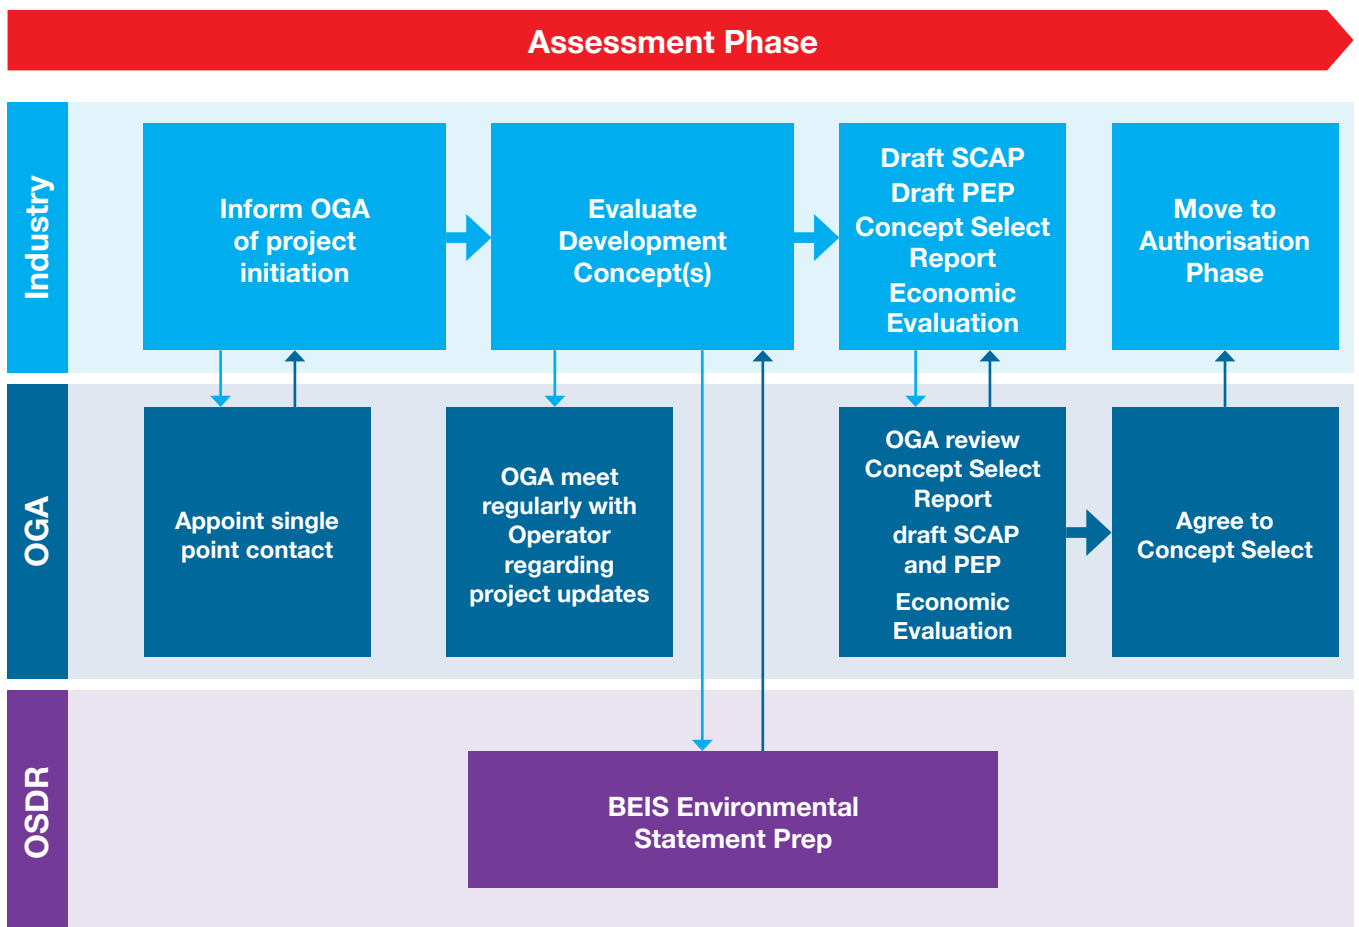 Assessment Phase
Industry
Inform OGA
of project
initiation
Evaluate
Development
Concept(s)
Draft SCAP
Draft PEP
Concept Select
Report
Economic
Evaluation
Move to
Authorisation
Phase
OGA
Appoint single
point contact
OGA meet
regularly with
Operator
regarding
project updates
OGA review
Concept Select
Report
draft SCAP
and PEP
Economic
Evaluation
Agree to
Concept Select
OSDR
BEIS Environmental
Statement Prep